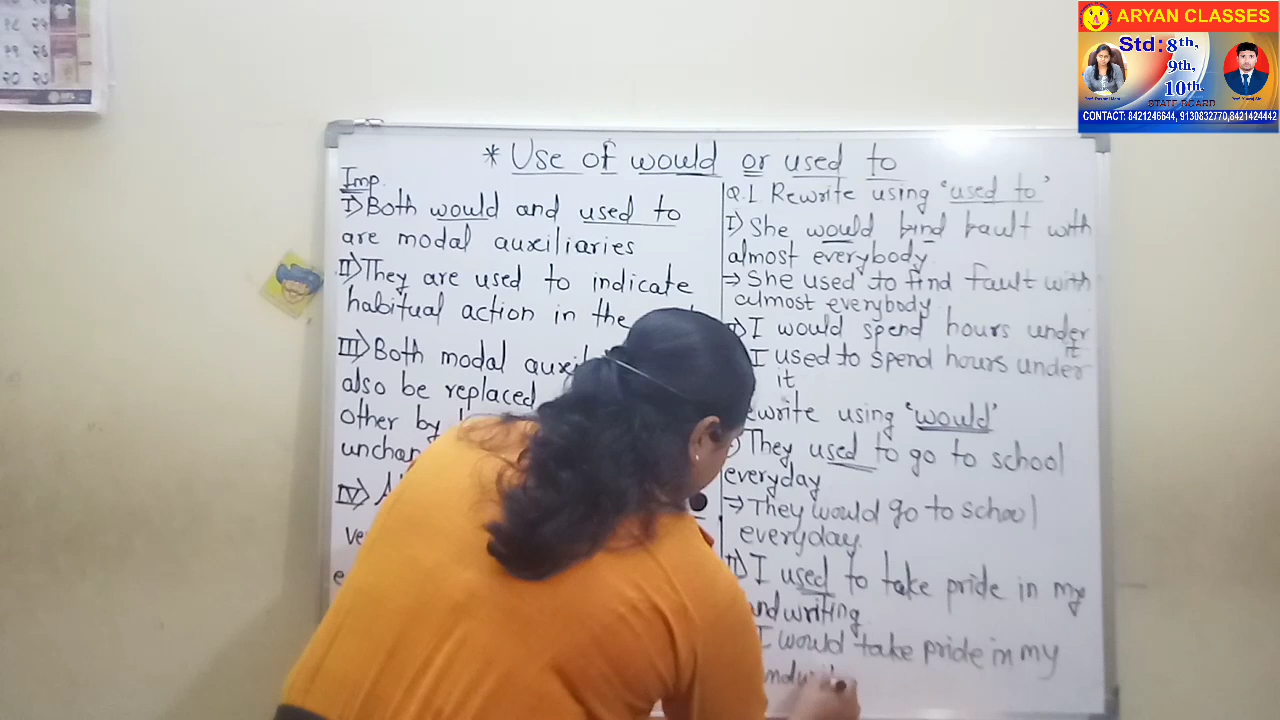 ARYAN CLASSES
Std: 8th,
9th,
10th.
STATE BOARD
CONTACT: 8421246644, 9130832770,8421424442
* Use of would or used to
Imp.
I) Both would and used to
are modal auxiliaries
II) They are used to indicate
habitual action in the
III) Both modal
also be replaced
other by
IV)
Q.1. Rewrite using 'used to'
I) She would find fault with
almost everybody.
→ She used to find fault with
almost everybody.
I would spend hours under
it
I used to spend hours under
it
using 'would'
They used to go to school
everyday
→ They would go to school
everyday.
II) I used to take pride in my
I would take pride in my